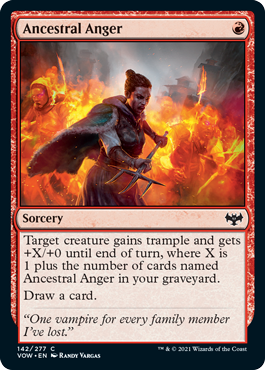 Ancestral Anger
Sorcery
Target creature gains trample and gets
+X/+0 until end of turn, where X is
1 plus the number of cards named
Ancestral Anger in your graveyard.
Draw a card.
"One vampire for every family member
I've lost."
142/277 C
VOW • EN RANDY VARGAS
™ & © 2021 Wizards of the Coast